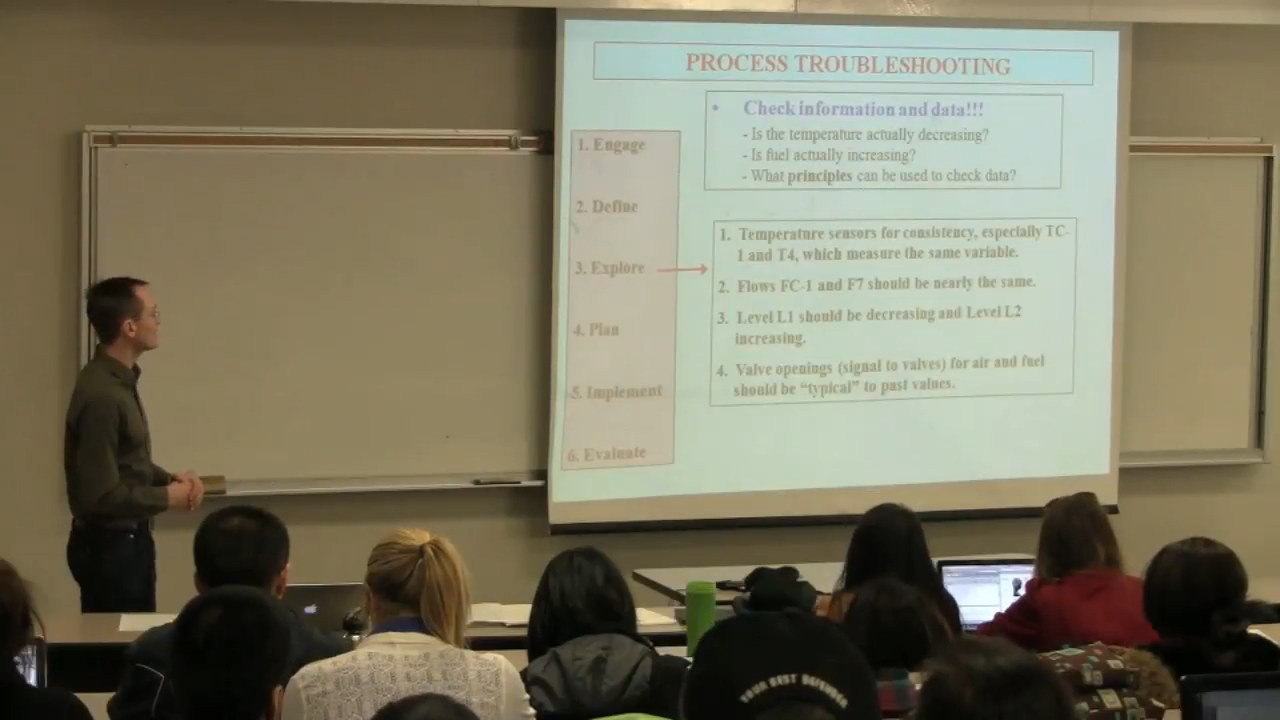 PROCESS TROUBLESHOOTING
• Check information and data!!!
- Is the temperature actually decreasing?
- Is fuel actually increasing?
- What principles can be used to check data?
1. Engage
2. Define
3. Explore
4. Plan
5. Implement
6. Evaluate
1. Temperature sensors for consistency, especially TC-
1 and T4, which measure the same variable.
2. Flows FC-1 and F7 should be nearly the same.
3. Level L1 should be decreasing and Level L2
increasing.
4. Valve openings (signal to valves) for air and fuel
should be “typical” to past values.
YOUR BEST DEFENDER